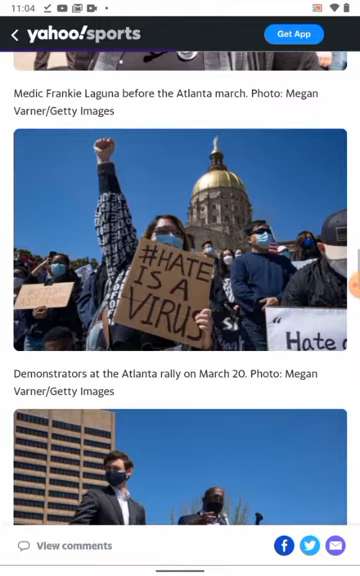 11:04
yahoo!sports
Get App
Medic Frankie Laguna before the Atlanta march. Photo: Megan
Varner/Getty Images
#HATE
IS A
VIRUS
"Hate
Demonstrators at the Atlanta rally on March 20. Photo: Megan
Varner/Getty Images
View comments